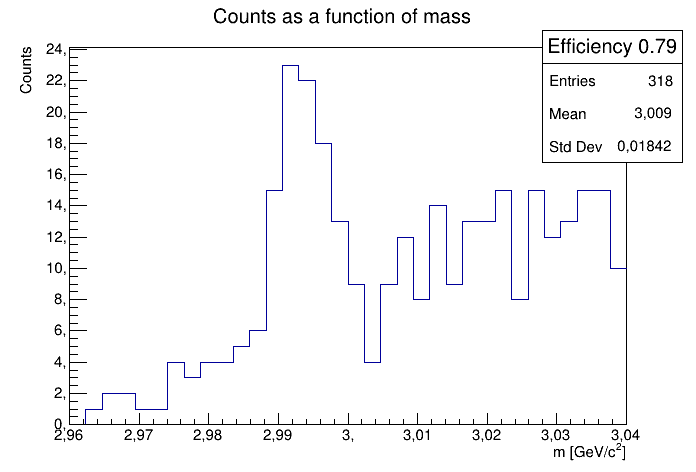 Counts as a function of mass
Efficiency 0.79
Entries 318
Mean 3,009
Std Dev 0,01842
Counts
24,
22,
20,
18,
16,
14,
12,
10,
8,
6,
4,
2,
0,
2,96 2,97 2,98 2,99 3, 3,01 3,02 3,03 3,04
m [GeV/c²]